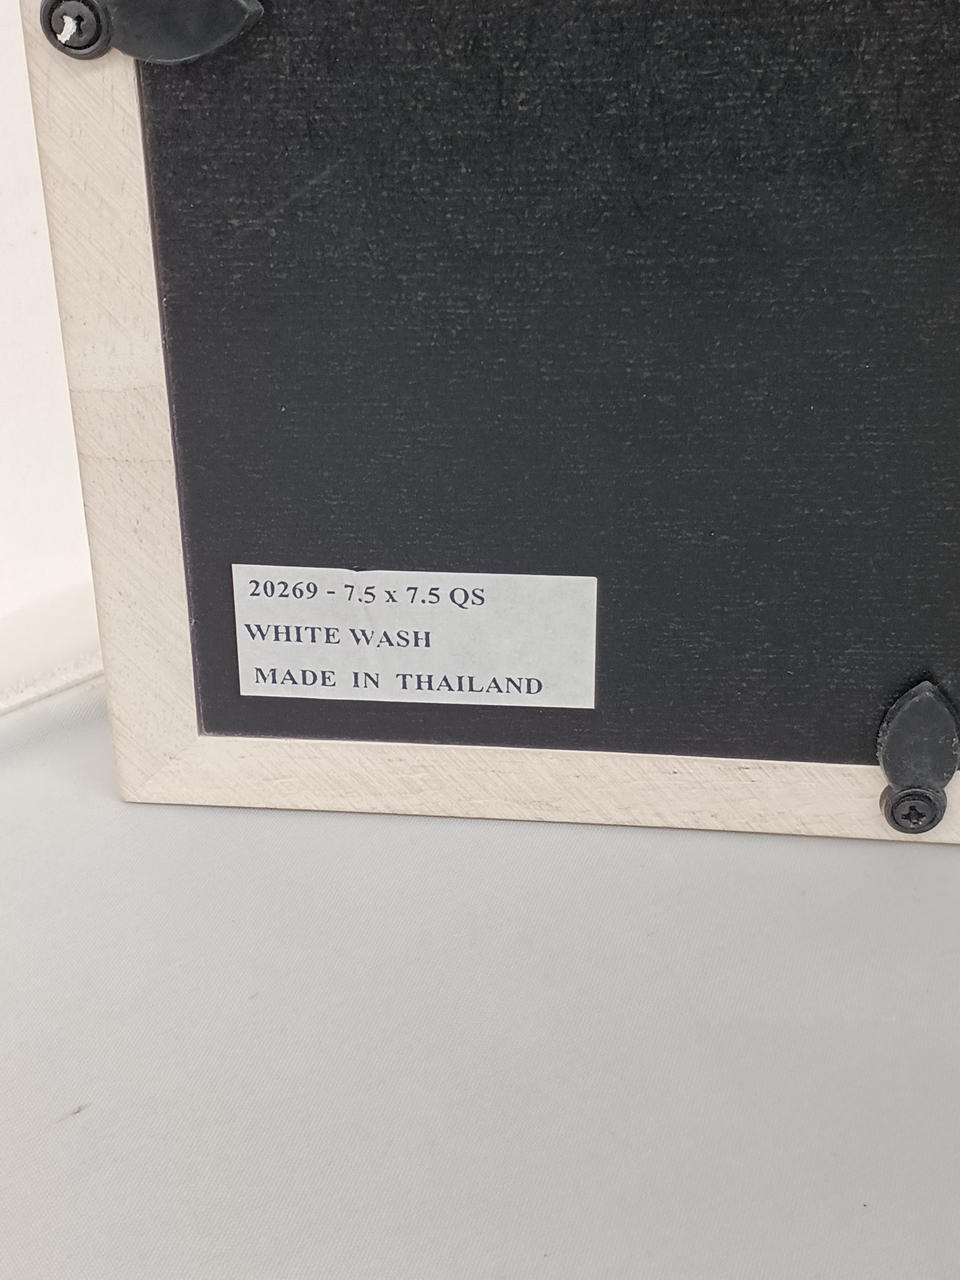 20269 - 7.5 x 7.5 QS
WHITE WASH
MADE IN THAILAND